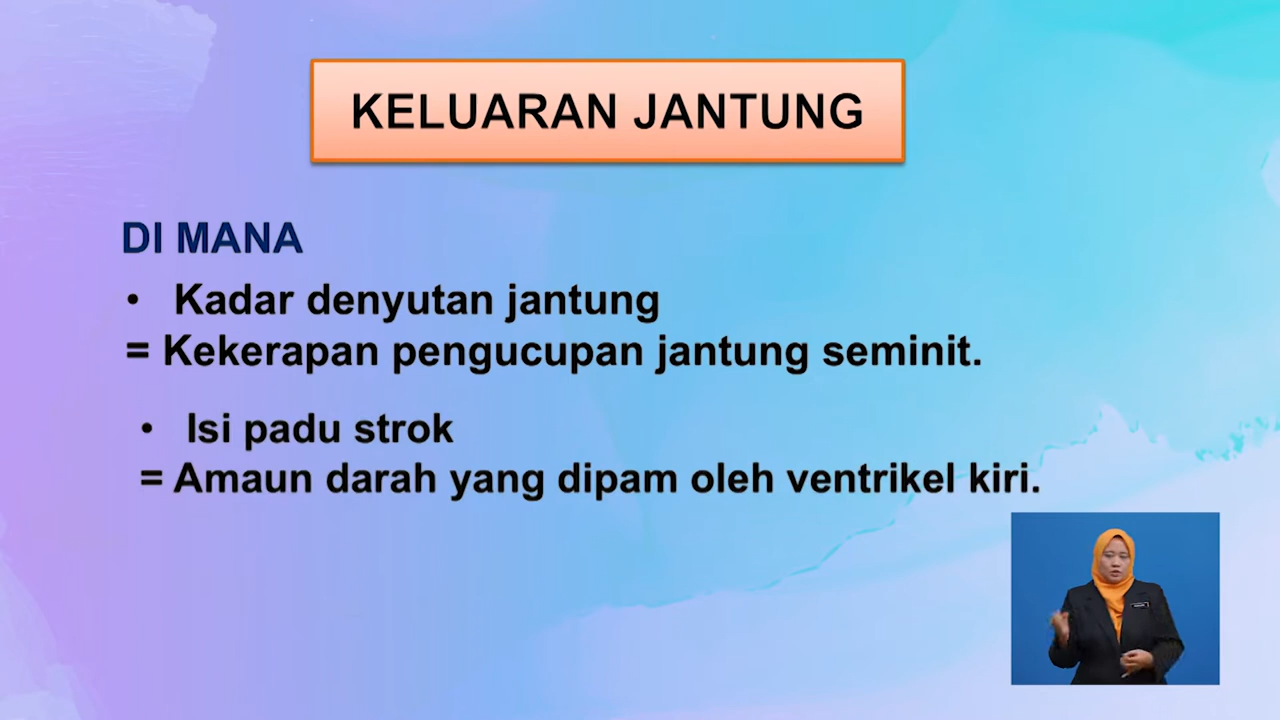 KELUARAN JANTUNG
DI MANA
• Kadar denyutan jantung
= Kekerapan pengucupan jantung seminit.
• Isi padu strok
= Amaun darah yang dipam oleh ventrikel kiri.